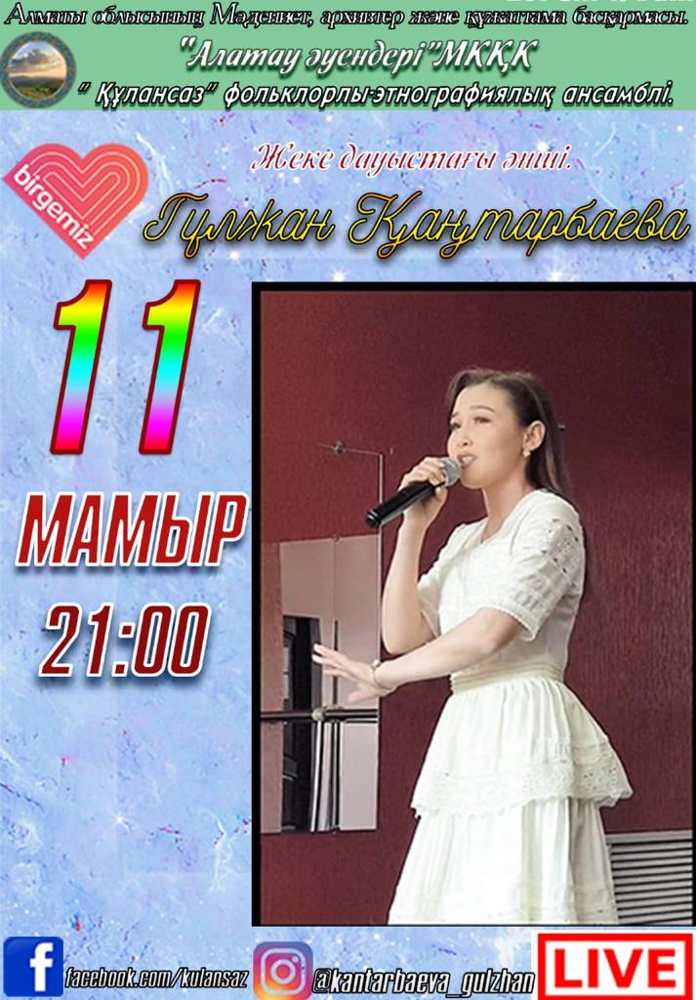 Алматы облысының Мәдениет, архивтер және құжаттама басқармасы.
"Алатау әуендері"МКҚК
" Құлансаз" фольклорлы-этнографиялық ансамблі.
birgemiz
Жеке дауыстағы әнші.
Гүлжан Қаңтарбаева
11
МАМЫР
21:00
facebook.com/kulansaz
@kantarbaeva_gulzhan
LIVE